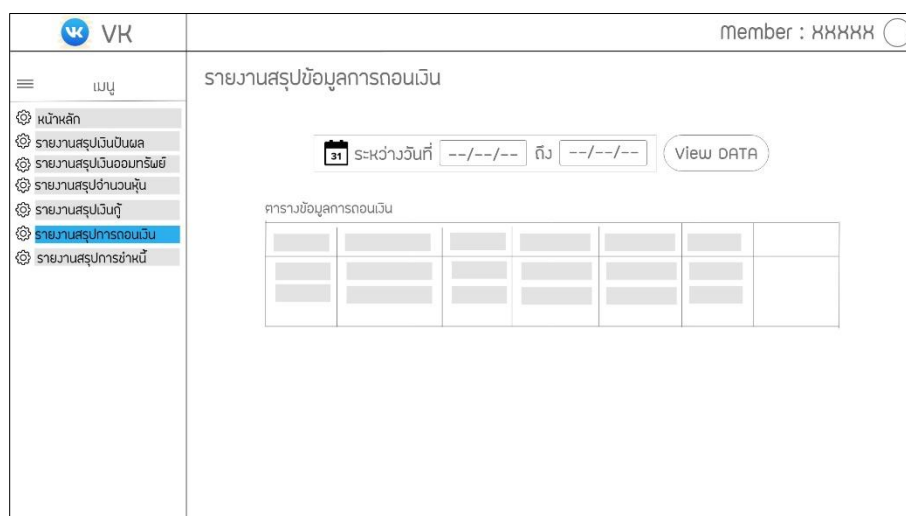 VK
Member : XXXXX
เมนู
หน้าหลัก
รายงานสรุปเงินปันผล
รายงานสรุปเงินออมทรัพย์
รายงานสรุปจำนวนหุ้น
รายงานสรุปเงินกู้
รายงานสรุปการถอนเงิน
รายงานสรุปการชำหนี้
รายงานสรุปข้อมูลการถอนเงิน
31 ระหว่างวันที่ --/--/-- ถึง --/--/-- View DATA
ตารางข้อมูลการถอนเงิน